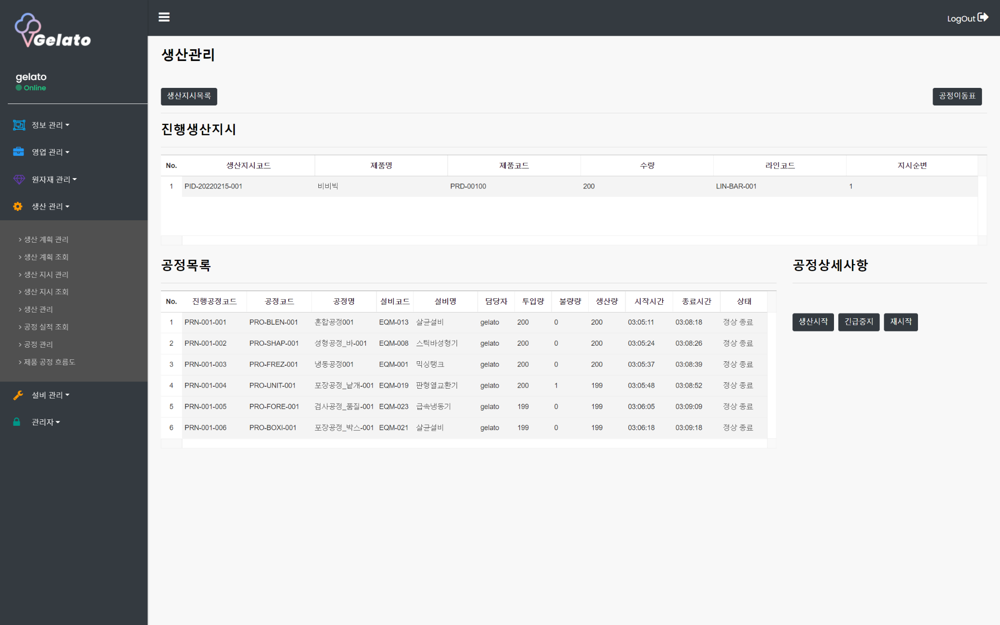 Gelato
LogOut
gelato
Online
정보 관리
영업 관리
원자재 관리
생산 관리
> 생산 계획 관리
> 생산 계획 조회
> 생산 지시 관리
> 생산 지시 조회
> 생산 관리
> 공정 실적 조회
> 공정 관리
> 제품 공정 흐름도
설비 관리
관리자
생산관리
생산지시목록 공정이동표
진행생산지시
No. 생산지시코드 제품명 제품코드 수량 라인코드 지시순번
1 PID-20220215-001 비비빅 PRD-00100 200 LIN-BAR-001 1
공정목록
No. 진행공정코드 공정코드 공정명 설비코드 설비명 담당자 투입량 불량량 생산량 시작시간 종료시간 상태
1 PRN-001-001 PRO-BLEN-001 혼합공정001 EQM-013 살균설비 gelato 200 0 200 03:05:11 03:08:18 정상 종료
2 PRN-001-002 PRO-SHAP-001 성형공정_바-001 EQM-008 스틱바성형기 gelato 200 0 200 03:05:24 03:08:26 정상 종료
3 PRN-001-003 PRO-FREZ-001 냉동공정001 EQM-001 믹싱탱크 gelato 200 0 200 03:05:37 03:08:39 정상 종료
4 PRN-001-004 PRO-UNIT-001 포장공정_낱개-001 EQM-019 판형열교환기 gelato 200 1 199 03:05:48 03:08:52 정상 종료
5 PRN-001-005 PRO-FORE-001 검사공정_품질-001 EQM-023 급속냉동기 gelato 199 0 199 03:06:05 03:09:09 정상 종료
6 PRN-001-006 PRO-BOXI-001 포장공정_박스-001 EQM-021 살균설비 gelato 199 0 199 03:06:18 03:09:18 정상 종료
공정상세사항
생산시작 긴급중지 재시작